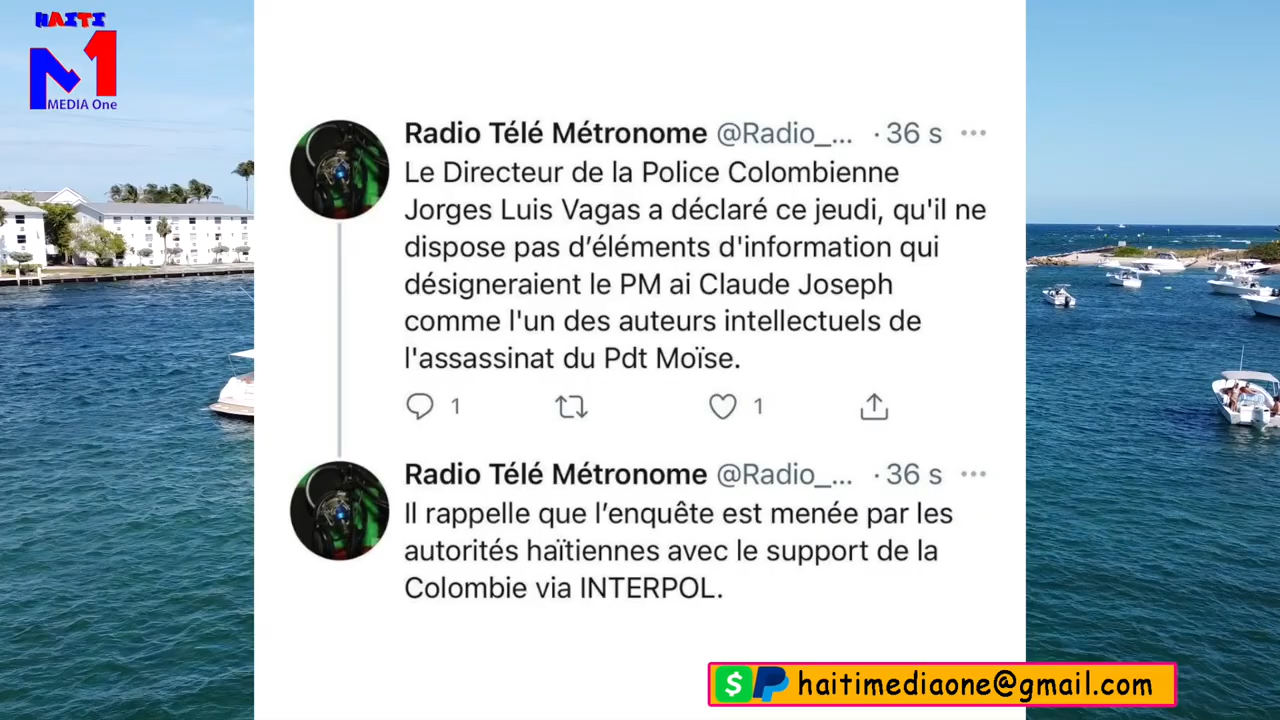 HAITI
M1
MEDIA One
Radio Télé Métronome @Radio_... · 36 s ···
Le Directeur de la Police Colombienne
Jorges Luis Vagas a déclaré ce jeudi, qu'il ne
dispose pas d’éléments d'information qui
désigneraient le PM ai Claude Joseph
comme l'un des auteurs intellectuels de
l'assassinat du Pdt Moïse.
1 1
Radio Télé Métronome @Radio_... · 36 s ···
Il rappelle que l’enquête est menée par les
autorités haïtiennes avec le support de la
Colombie via INTERPOL.
$ haitimediaone@gmail.com